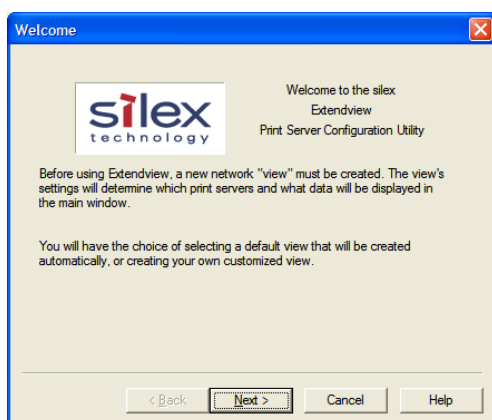 Welcome
silex
technology
Welcome to the silex
Extendview
Print Server Configuration Utility
Before using Extendview, a new network "view" must be created. The view's
settings will determine which print servers and what data will be displayed in
the main window.
You will have the choice of selecting a default view that will be created
automatically, or creating your own customized view.
< Back
Next >
Cancel
Help